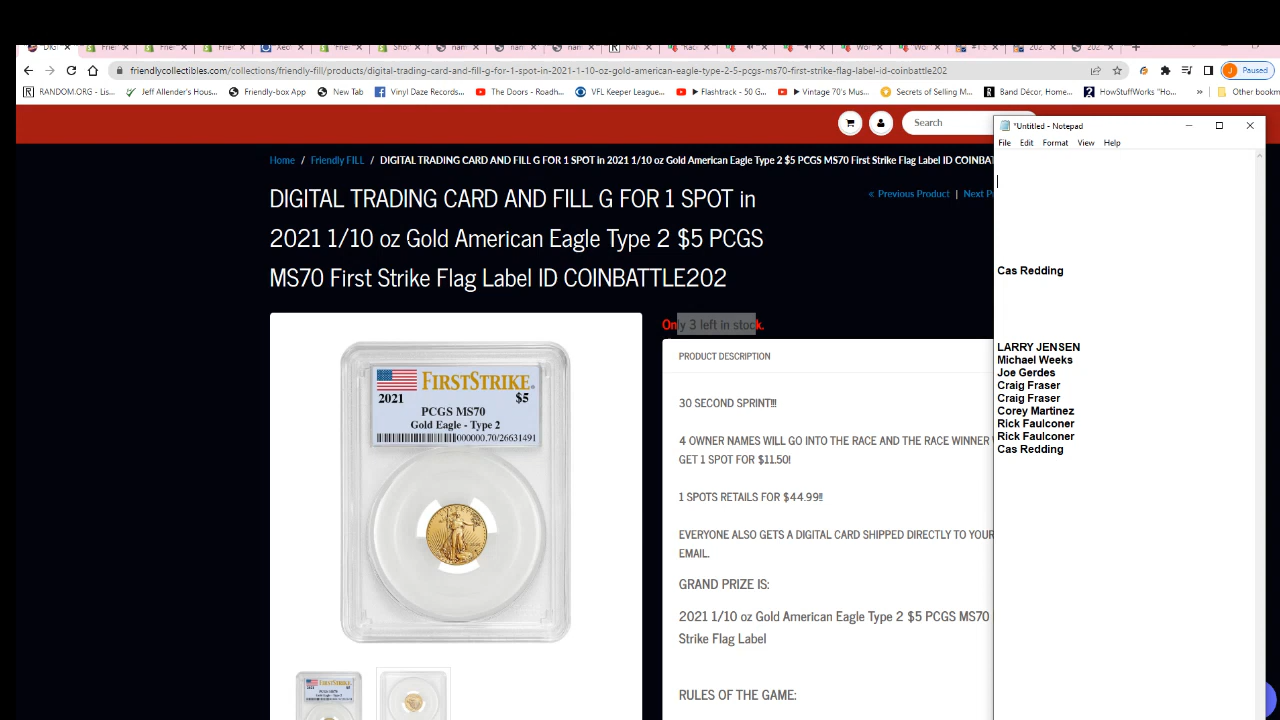 friendlycollectibles.com/collections/friendly-fill/products/digital-trading-card-and-fill-g-for-1-spot-in-2021-1-10-oz-gold-american-eagle-type-2-5-pcgs-ms70-first-strike-flag-label-id-coinbattle202
Paused
RANDOM.ORG - Lis... Jeff Allender's Hous... Friendly-box App New Tab Vinyl Daze Records... The Doors - Roadh... VFL Keeper League... ► Flashtrack - 50 G... ► Vintage 70's Mus... Secrets of Selling M... Band Décor, Home... HowStuffWorks "Ho... » Other bookm
Search
*Untitled - Notepad
File Edit Format View Help
Home / Friendly FILL / DIGITAL TRADING CARD AND FILL G FOR 1 SPOT in 2021 1/10 oz Gold American Eagle Type 2 $5 PCGS MS70 First Strike Flag Label ID COINBA
« Previous Product | Next P
DIGITAL TRADING CARD AND FILL G FOR 1 SPOT in
2021 1/10 oz Gold American Eagle Type 2 $5 PCGS
MS70 First Strike Flag Label ID COINBATTLE202
Only 3 left in stock.
PRODUCT DESCRIPTION
30 SECOND SPRINT!!!
4 OWNER NAMES WILL GO INTO THE RACE AND THE RACE WINNER
GET 1 SPOT FOR $11.50!
1 SPOTS RETAILS FOR $44.99!!
EVERYONE ALSO GETS A DIGITAL CARD SHIPPED DIRECTLY TO YOUR
EMAIL.
GRAND PRIZE IS:
2021 1/10 oz Gold American Eagle Type 2 $5 PCGS MS70
Strike Flag Label
RULES OF THE GAME:
FIRSTSTRIKE®
2021 $5
PCGS MS70
Gold Eagle - Type 2
000000.70/26631491
Cas Redding
LARRY JENSEN
Michael Weeks
Joe Gerdes
Craig Fraser
Craig Fraser
Corey Martinez
Rick Faulconer
Rick Faulconer
Cas Redding